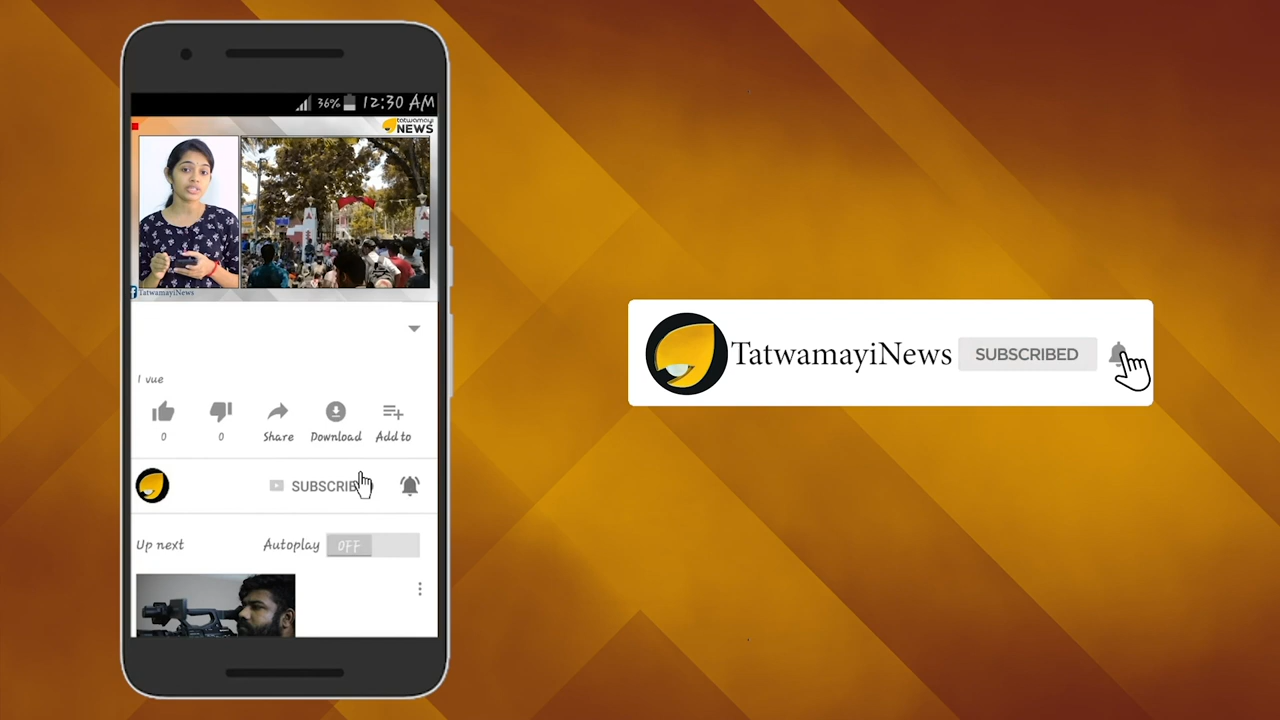 36% 12:30 AM
tatwamayi
NEWS
TatwamayiNews
1 vue
0 0 Share Download Add to
SUBSCRIBE
Up next Autoplay OFF
TatwamayiNews SUBSCRIBED